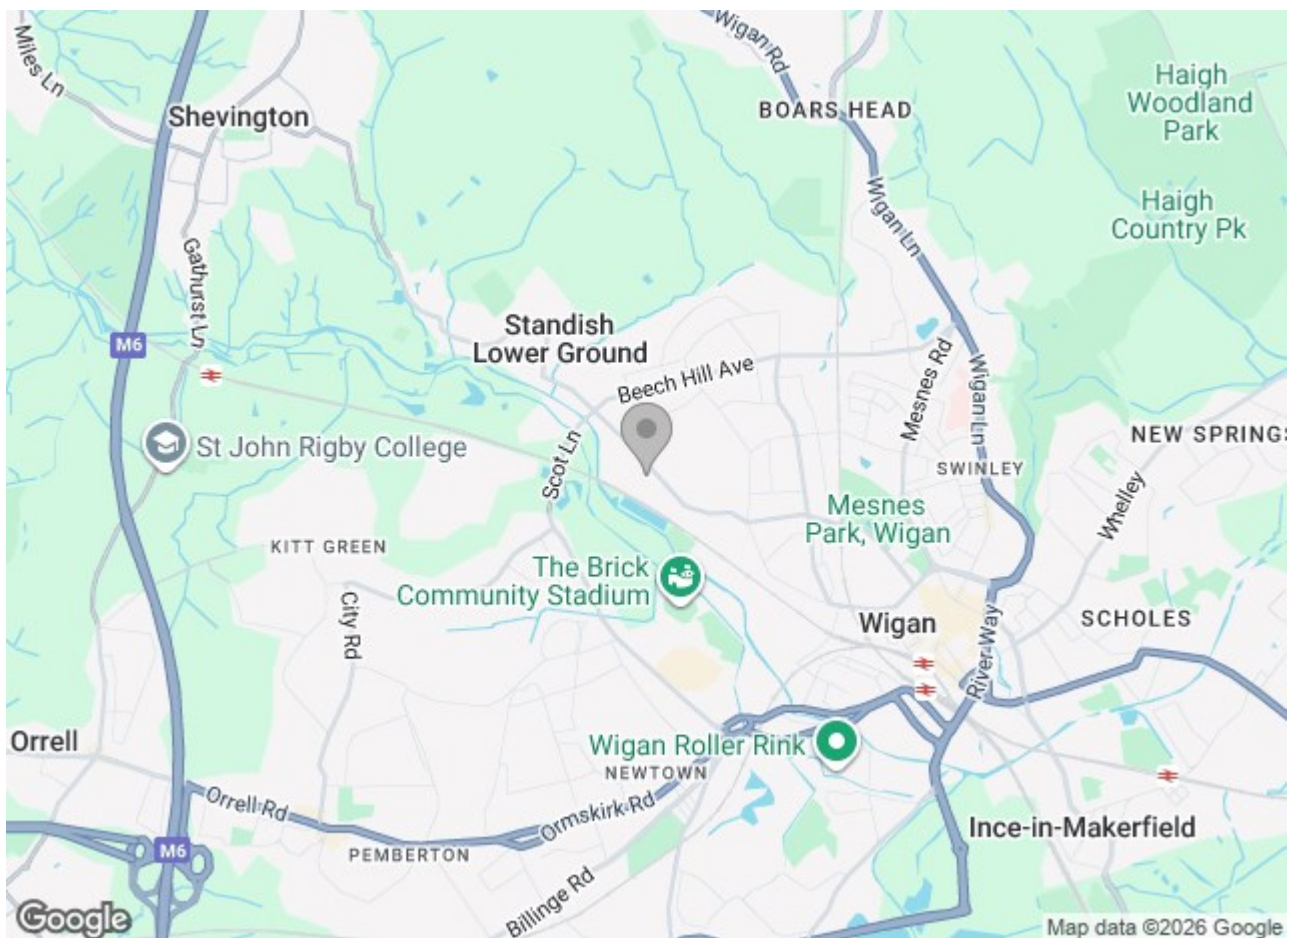 Miles Ln
Shevington
Wigan Rd
BOARS HEAD
Haigh
Woodland
Park
Haigh
Country Pk
Wigan Ln
Gathurst Ln
M6
Standish
Lower Ground
Beech Hill Ave
Mesnes Rd
Wigan Ln
St John Rigby College
Scot Ln
NEW SPRINGS
SWINLEY
Whelley
Mesnes
Park, Wigan
KITT GREEN
The Brick
Community Stadium
City Rd
Wigan
River Way
SCHOLES
Orrell
Wigan Roller Rink
NEWTOWN
Orrell Rd
Ormskirk Rd
M6
PEMBERTON
Ince-in-Makerfield
Billinge Rd
Google
Map data ©2026 Google